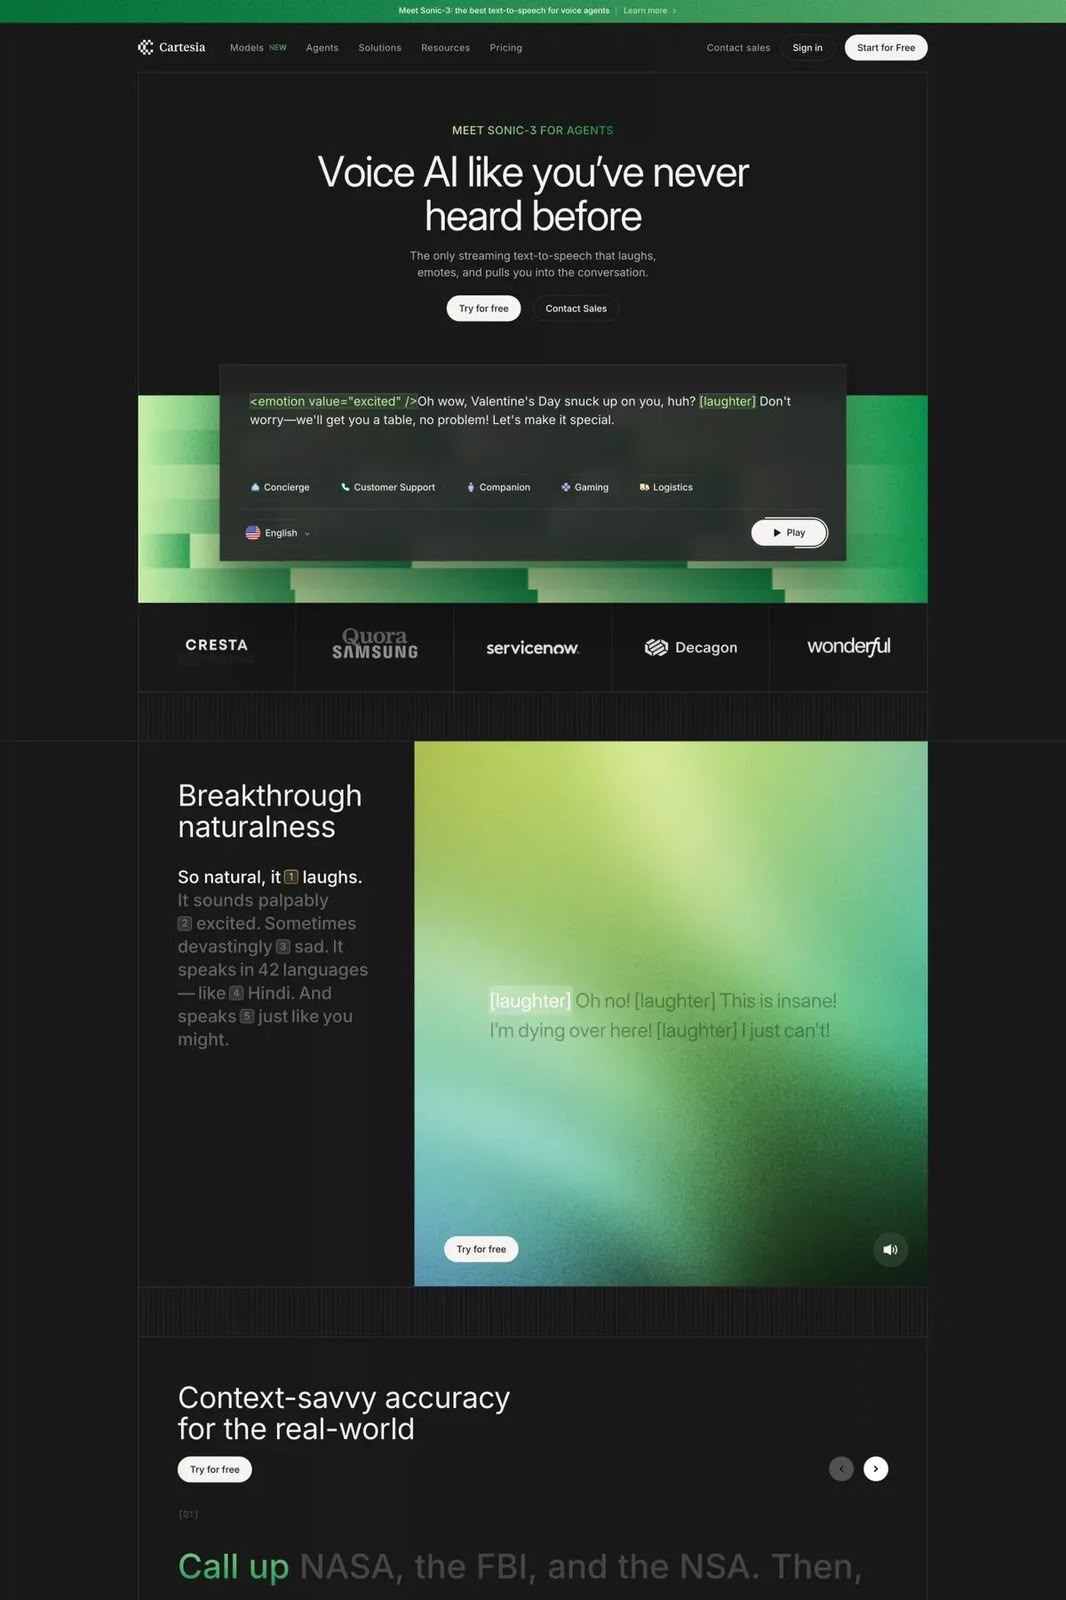 Meet Sonic-3: the best text-to-speech for voice agents | Learn more ›
Cartesia Models NEW Agents Solutions Resources Pricing Contact sales Sign in Start for Free
MEET SONIC-3 FOR AGENTS
Voice AI like you’ve never
heard before
The only streaming text-to-speech that laughs,
emotes, and pulls you into the conversation.
Try for free Contact Sales
<emotion value="excited" />Oh wow, Valentine's Day snuck up on you, huh? [laughter] Don't
worry—we'll get you a table, no problem! Let's make it special.
Concierge Customer Support Companion Gaming Logistics
English Play
CRESTA Quora SAMSUNG servicenow. Decagon wonderful
Breakthrough
naturalness
So natural, it 1 laughs.
It sounds palpably
2 excited. Sometimes
devastingly 3 sad. It
speaks in 42 languages
— like 4 Hindi. And
speaks 5 just like you
might.
[laughter] Oh no! [laughter] This is insane!
I'm dying over here! [laughter] I just can't!
Try for free
Context-savvy accuracy
for the real-world
Try for free
[01]
Call up NASA, the FBI, and the NSA. Then,